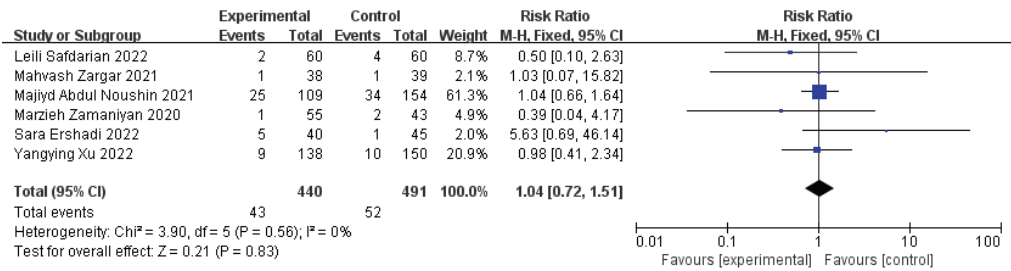 Experimental Control Risk Ratio Risk Ratio
Study or Subgroup Events Total Events Total Weight M-H, Fixed, 95% CI M-H, Fixed, 95% CI
Leili Safdarian 2022 2 60 4 60 8.7% 0.50 [0.10, 2.63]
Mahvash Zargar 2021 1 38 1 39 2.1% 1.03 [0.07, 15.82]
Majiyd Abdul Noushin 2021 25 109 34 154 61.3% 1.04 [0.66, 1.64]
Marzieh Zamaniyan 2020 1 55 2 43 4.9% 0.39 [0.04, 4.17]
Sara Ershadi 2022 5 40 1 45 2.0% 5.63 [0.69, 46.14]
Yangying Xu 2022 9 138 10 150 20.9% 0.98 [0.41, 2.34]
Total (95% CI) 440 491 100.0% 1.04 [0.72, 1.51]
Total events 43 52
Heterogeneity: Chi² = 3.90, df = 5 (P = 0.56); I² = 0%
Test for overall effect: Z = 0.21 (P = 0.83)
0.01 0.1 1 10 100
Favours [experimental] Favours [control]